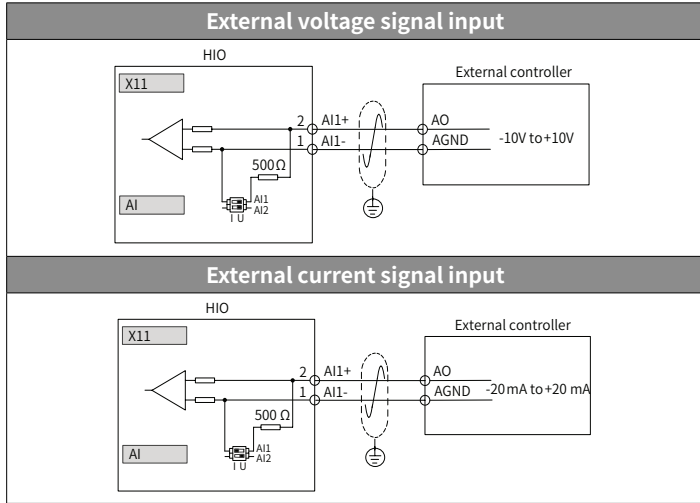 External voltage signal input
HIO
External controller
X11
2 AI1+ AO
-10V to+10V
1 AI1- AGND
500 Ω
AI
AI1
AI2
I U
External current signal input
HIO
External controller
X11
2 AI1+ AO
-20 mA to+20 mA
1 AI1- AGND
500 Ω
AI
AI1
AI2
I U